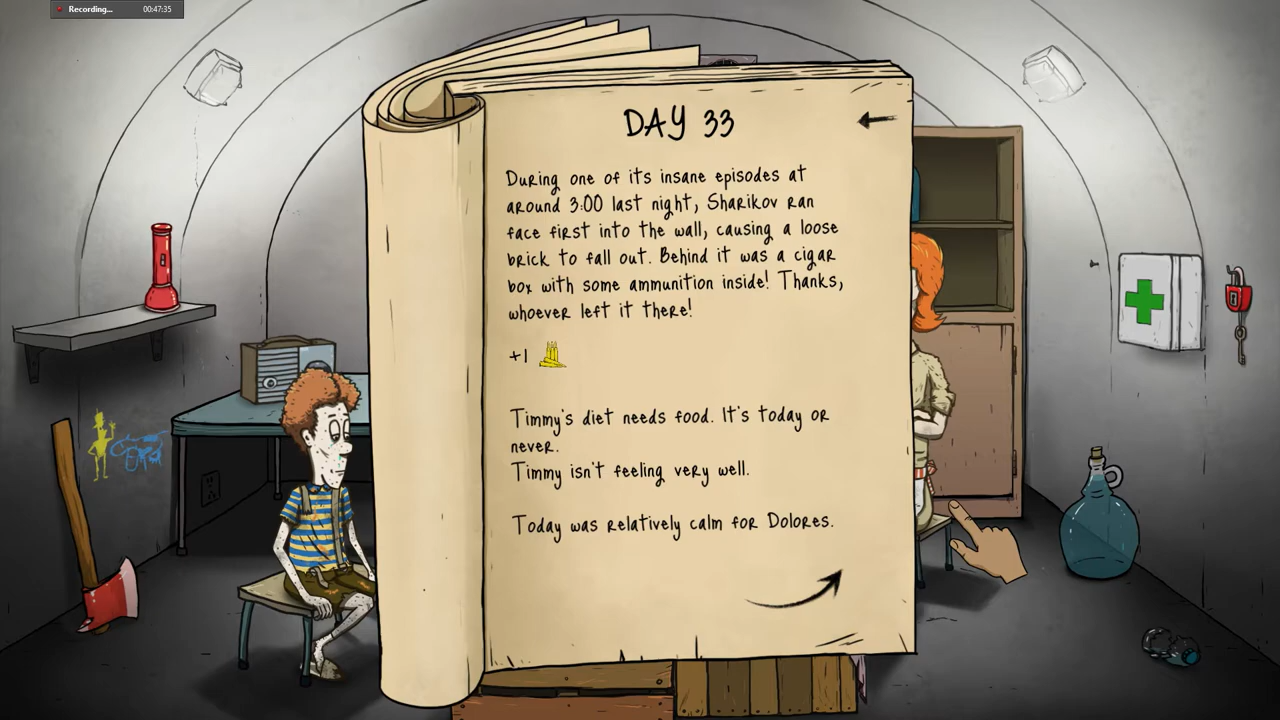 Recording...
00:47:35
DAY 33
During one of its insane episodes at
around 3:00 last night, Sharikov ran
face first into the wall, causing a loose
brick to fall out. Behind it was a cigar
box with some ammunition inside! Thanks,
whoever left it there!
+1
Timmy's diet needs food. It's today or
never.
Timmy isn't feeling very well.
Today was relatively calm for Dolores.